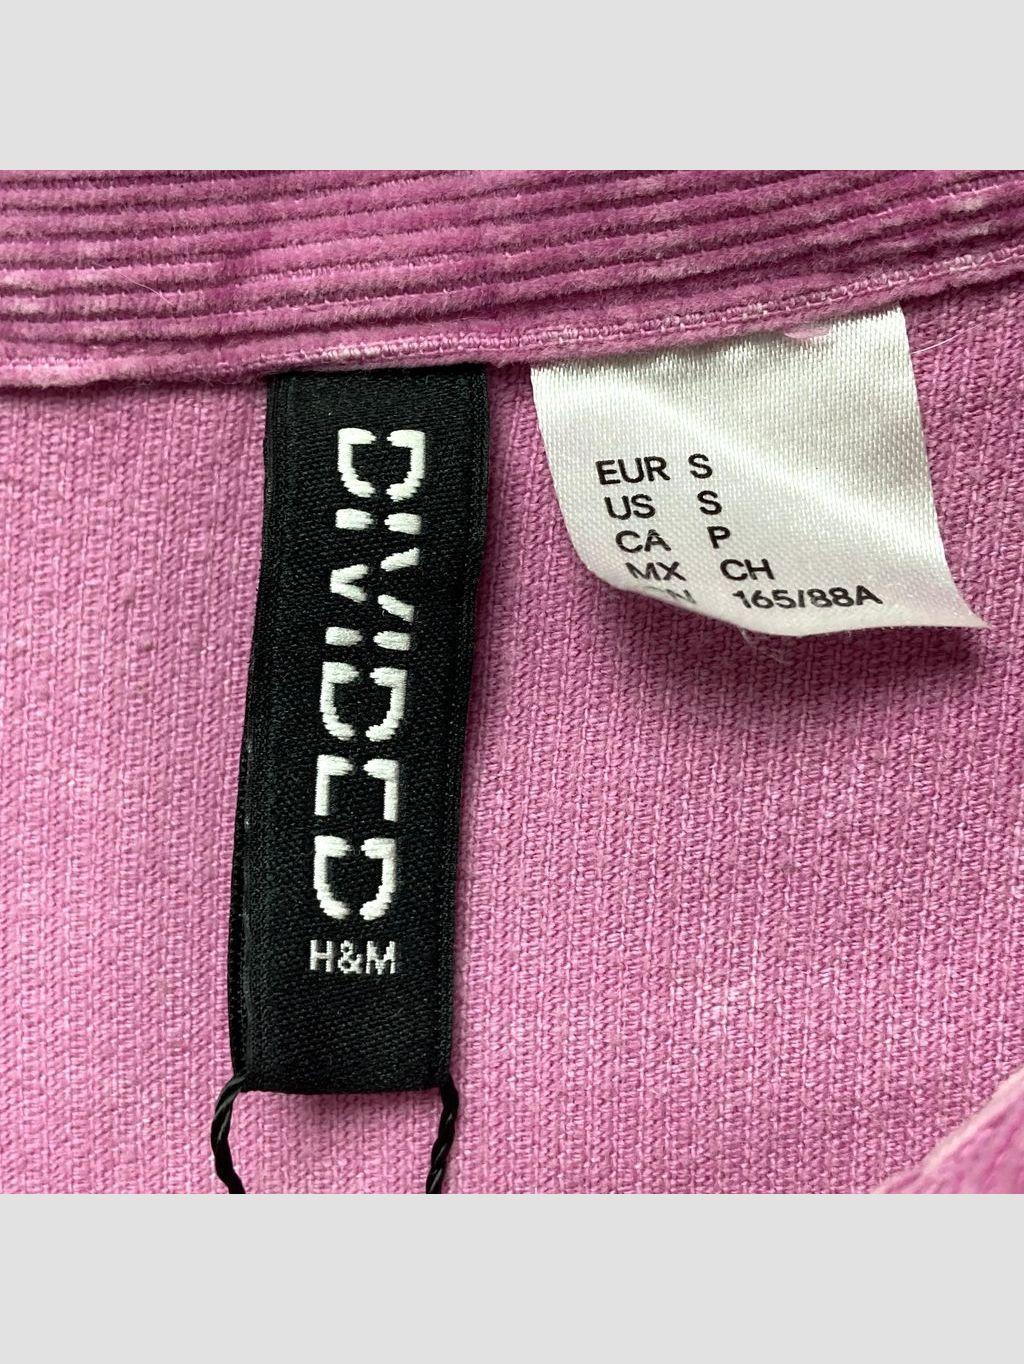 DIVIDED
H&M
EUR S
US S
CA P
MX CH
165/88A